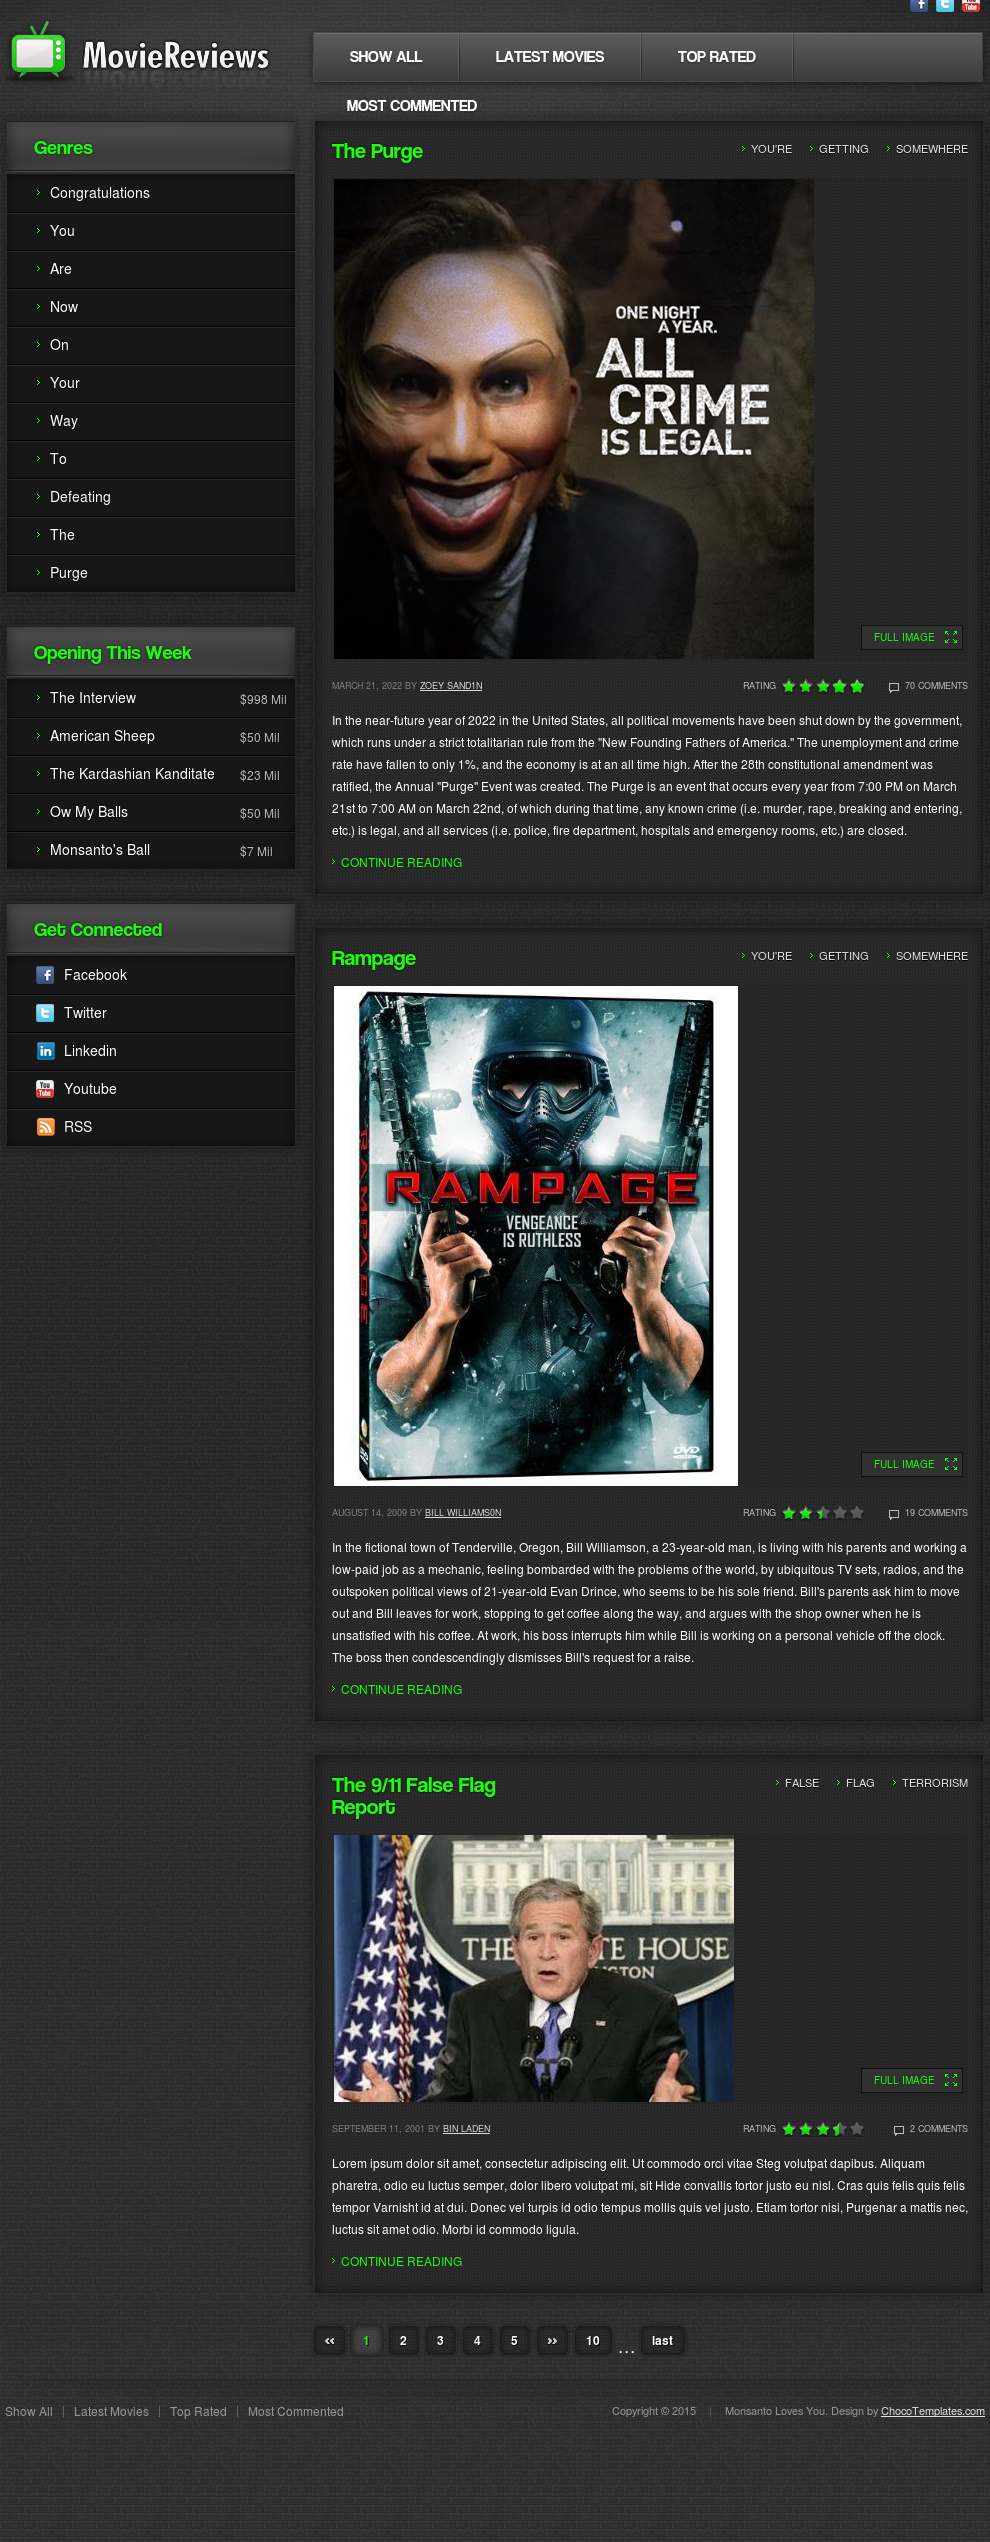 MovieReviews
SHOW ALL
LATEST MOVIES
TOP RATED
MOST COMMENTED
Genres
Congratulations
You
Are
Now
On
Your
Way
To
Defeating
The
Purge
Opening This Week
The Interview $998 Mil
American Sheep $50 Mil
The Kardashian Kanditate $23 Mil
Ow My Balls $50 Mil
Monsanto's Ball $7 Mil
Get Connected
Facebook
Twitter
Linkedin
You Tube
Youtube
RSS
The Purge
YOU'RE GETTING SOMEWHERE
ONE NIGHT
A YEAR.
ALL
CRIME
IS LEGAL.
FULL IMAGE
MARCH 21, 2022 BY ZOEY SAND1N
RATING
70 COMMENTS
In the near-future year of 2022 in the United States, all political movements have been shut down by the government,
which runs under a strict totalitarian rule from the "New Founding Fathers of America." The unemployment and crime
rate have fallen to only 1%, and the economy is at an all time high. After the 28th constitutional amendment was
ratified, the Annual "Purge" Event was created. The Purge is an event that occurs every year from 7:00 PM on March
21st to 7:00 AM on March 22nd, of which during that time, any known crime (i.e. murder, rape, breaking and entering,
etc.) is legal, and all services (i.e. police, fire department, hospitals and emergency rooms, etc.) are closed.
CONTINUE READING
Rampage
YOU'RE GETTING SOMEWHERE
RAMPAGE
RAMPAGE
VENGEANCE
IS RUTHLESS
DVD
FULL IMAGE
AUGUST 14, 2009 BY BILL WILLIAMS0N
RATING
19 COMMENTS
In the fictional town of Tenderville, Oregon, Bill Williamson, a 23-year-old man, is living with his parents and working a
low-paid job as a mechanic, feeling bombarded with the problems of the world, by ubiquitous TV sets, radios, and the
outspoken political views of 21-year-old Evan Drince, who seems to be his sole friend. Bill's parents ask him to move
out and Bill leaves for work, stopping to get coffee along the way, and argues with the shop owner when he is
unsatisfied with his coffee. At work, his boss interrupts him while Bill is working on a personal vehicle off the clock.
The boss then condescendingly dismisses Bill's request for a raise.
CONTINUE READING
The 9/11 False Flag
Report
FALSE FLAG TERRORISM
THE WHITE HOUSE
FULL IMAGE
SEPTEMBER 11, 2001 BY BIN LADEN
RATING
2 COMMENTS
Lorem ipsum dolor sit amet, consectetur adipiscing elit. Ut commodo orci vitae Steg volutpat dapibus. Aliquam
pharetra, odio eu luctus semper, dolor libero volutpat mi, sit Hide convallis tortor justo eu nisl. Cras quis felis quis felis
tempor Varnisht id at dui. Donec vel turpis id odio tempus mollis quis vel justo. Etiam tortor nisi, Purgenar a mattis nec,
luctus sit amet odio. Morbi id commodo ligula.
CONTINUE READING
« 1 2 3 4 5 » 10 ... last
Show All | Latest Movies | Top Rated | Most Commented
Copyright © 2015 | Monsanto Loves You. Design by ChocoTemplates.com